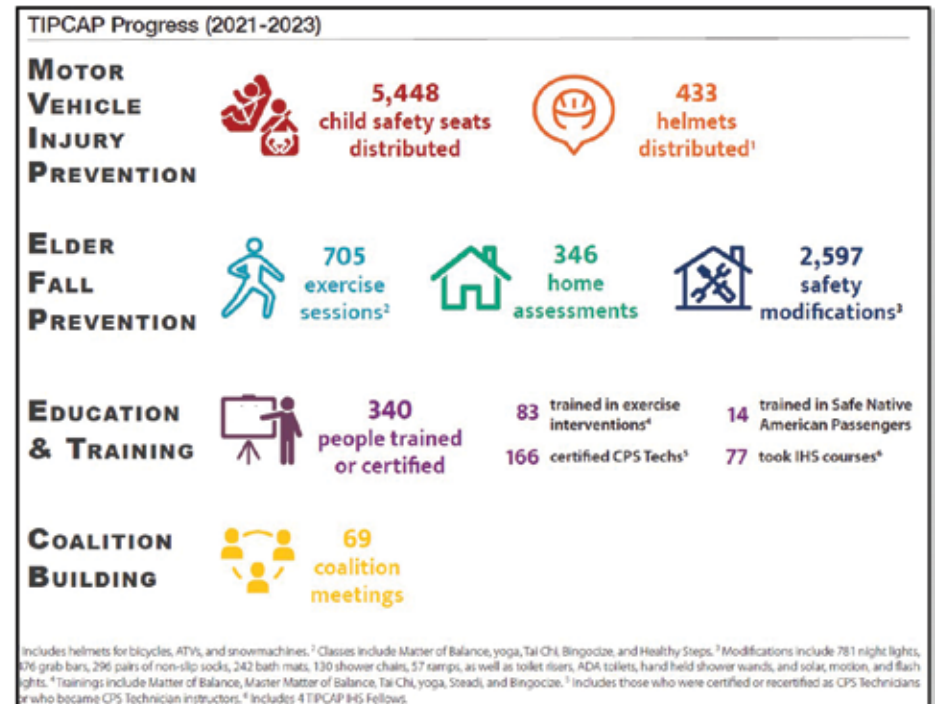 TIPCAP Progress (2021-2023)
MOTOR
VEHICLE
INJURY
PREVENTION
5,448
child safety seats
distributed
433
helmets
distributed¹
ELDER
FALL
PREVENTION
705
exercise
sessions²
346
home
assessments
2,597
safety
modifications³
EDUCATION
& TRAINING
340
people trained
or certified
83 trained in exercise
interventions⁴
14 trained in Safe Native
American Passengers
166 certified CPS Techs⁵
77 took IHS courses⁶
COALITION
BUILDING
69
coalition
meetings
Includes helmets for bicycles, ATVs, and snowmachines. ² Classes include Matter of Balance, yoga, Tai Chi, Bingocize, and Healthy Steps. ³ Modifications include 781 night lights,
476 grab bars, 296 pairs of non-slip socks, 242 bath mats, 130 shower chairs, 57 ramps, as well as toilet risers, ADA toilets, hand held shower wands, and solar, motion, and flash
lights. ⁴ Trainings include Matter of Balance, Master Matter of Balance, Tai Chi, yoga, Steadi, and Bingocize. ⁵ Includes those who were certified or recertified as CPS Technicians
or who became CPS Technician instructors. ⁶ Includes 4 TIPCAP IHS Fellows.